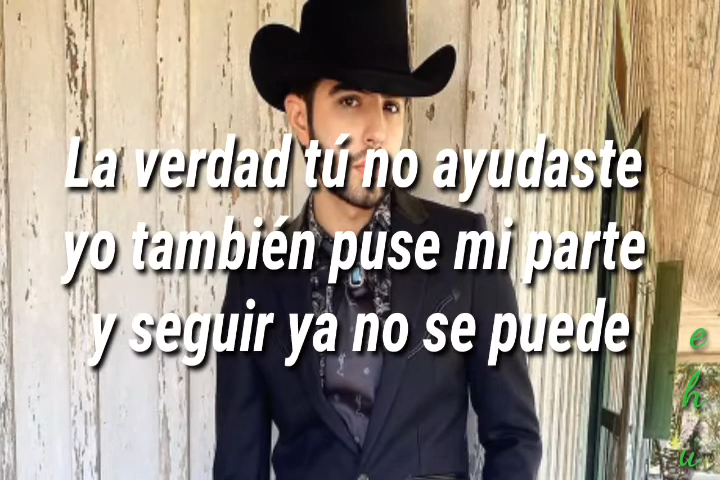 La verdad tú no ayudaste
yo también puse mi parte
y seguir ya no se puede
e
h
u